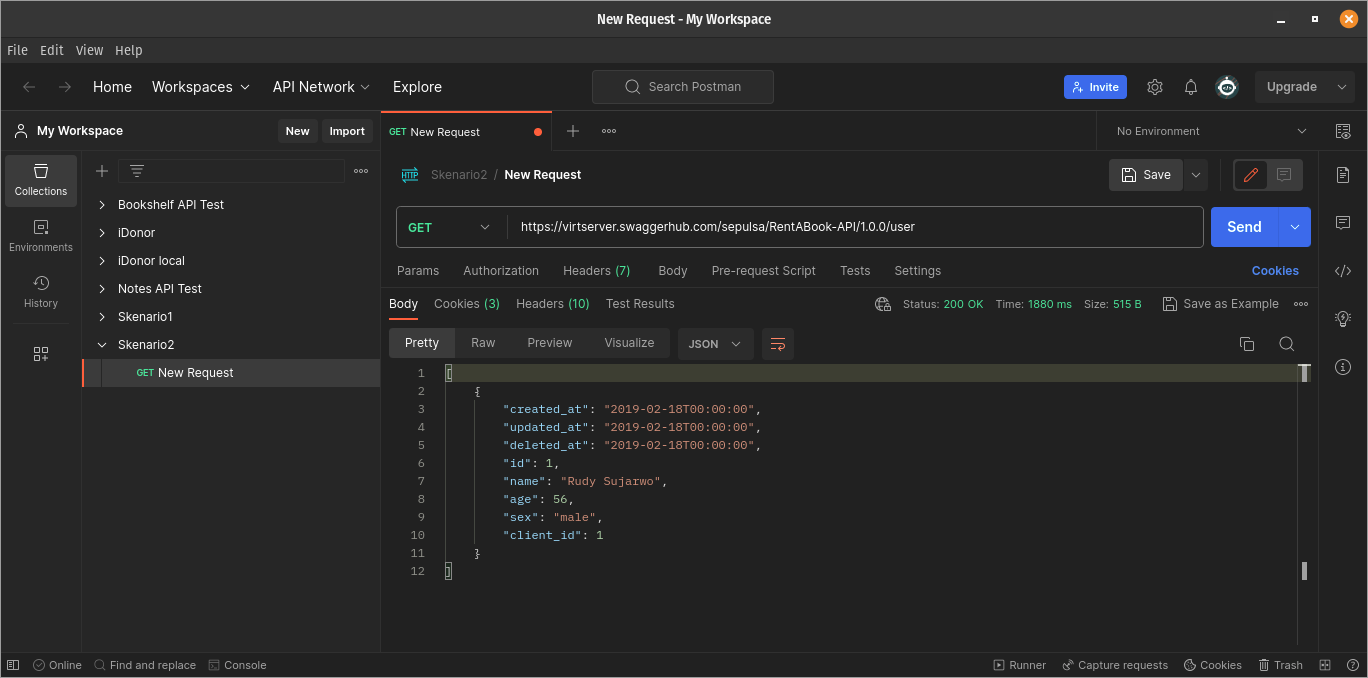 New Request - My Workspace
File Edit View Help
Home Workspaces API Network Explore Search Postman Invite Upgrade
My Workspace New Import
GET New Request No Environment
Collections
Environments
History
Bookshelf API Test
iDonor
iDonor local
Notes API Test
Skenario1
Skenario2
GET New Request
HTTP Skenario2 / New Request Save
GET https://virtserver.swaggerhub.com/sepulsa/RentABook-API/1.0.0/user Send
Params Authorization Headers (7) Body Pre-request Script Tests Settings Cookies
Body Cookies (3) Headers (10) Test Results Status: 200 OK Time: 1880 ms Size: 515 B Save as Example
Pretty Raw Preview Visualize JSON
1 [
2 {
3 "created_at": "2019-02-18T00:00:00",
4 "updated_at": "2019-02-18T00:00:00",
5 "deleted_at": "2019-02-18T00:00:00",
6 "id": 1,
7 "name": "Rudy Sujarwo",
8 "age": 56,
9 "sex": "male",
10 "client_id": 1
11 }
12 ]
Online Find and replace Console Runner Capture requests Cookies Trash